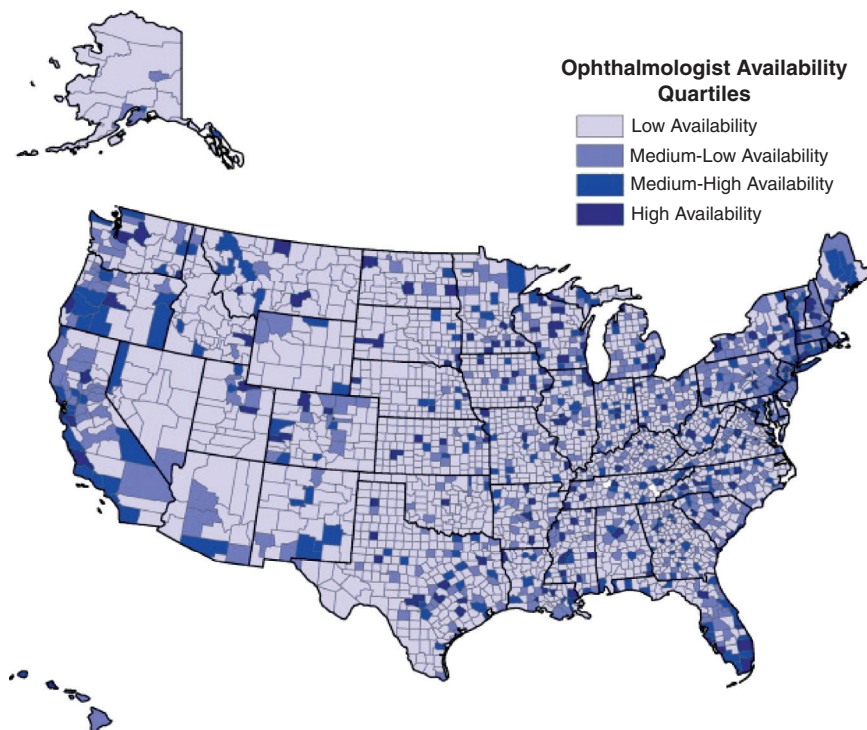 Ophthalmologist Availability
Quartiles
Low Availability
Medium-Low Availability
Medium-High Availability
High Availability